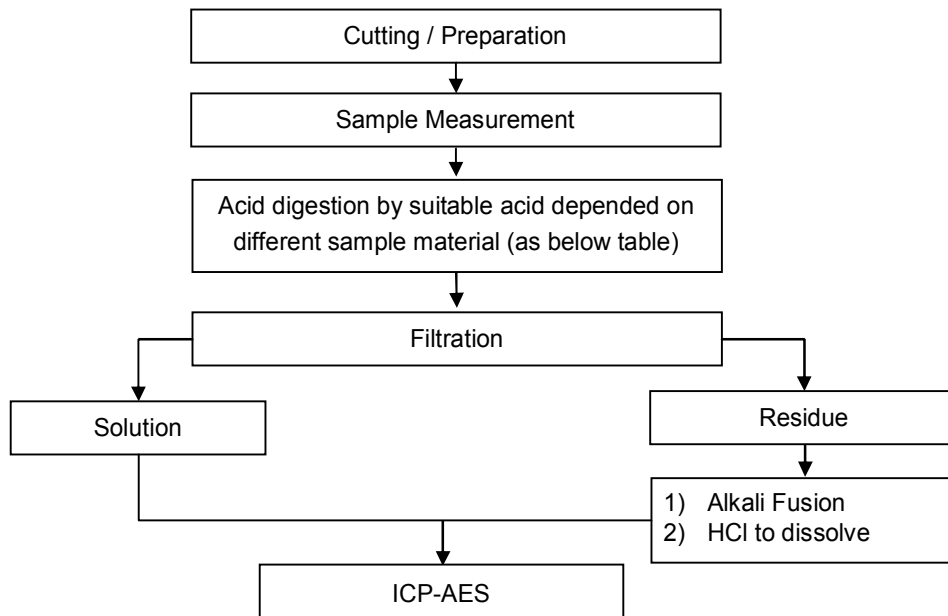 Cutting / Preparation
Sample Measurement
Acid digestion by suitable acid depended on
different sample material (as below table)
Filtration
Solution
Residue
1) Alkali Fusion
2) HCl to dissolve
ICP-AES